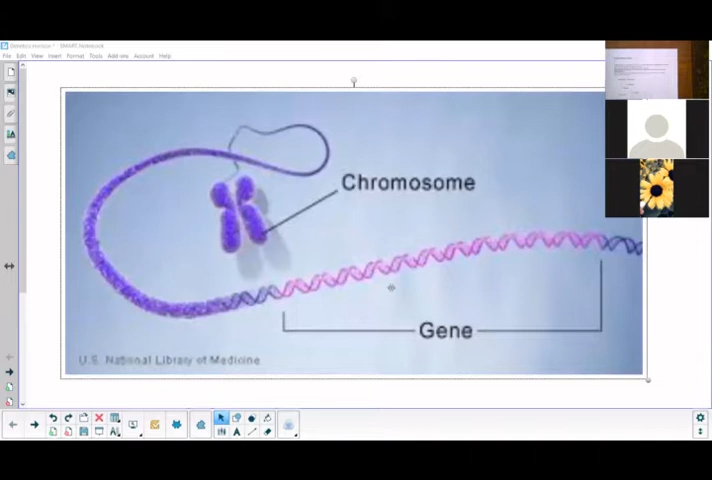 File Edit View Insert Format Tools Add-ons Account Help
Chromosome
Gene
U.S. National Library of Medicine